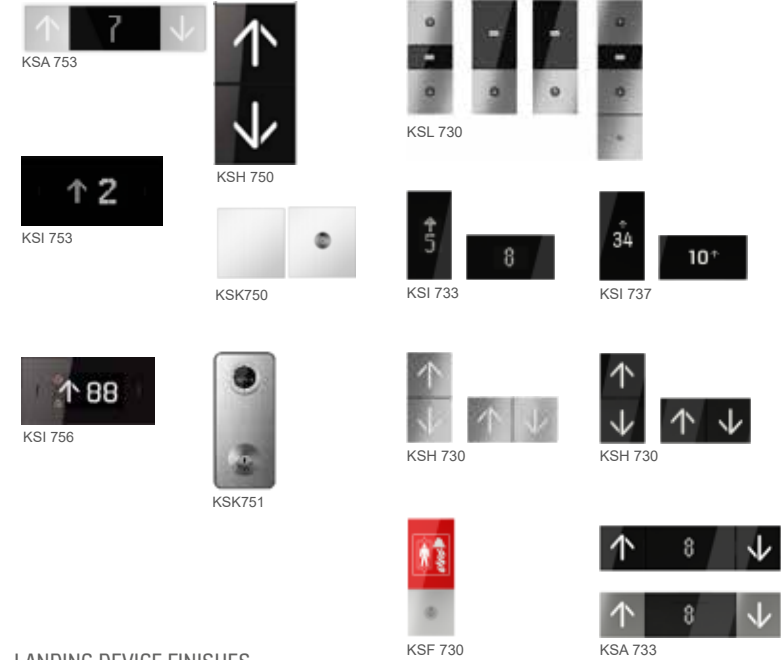 7
KSA 753
KSH 750
KSL 730
2
KSI 753
KSK750
5
8
KSI 733
34
10
KSI 737
88
KSI 756
KSK751
KSH 730
KSH 730
KSF 730
8
8
KSA 733
LANDING DEVICE FINISHES